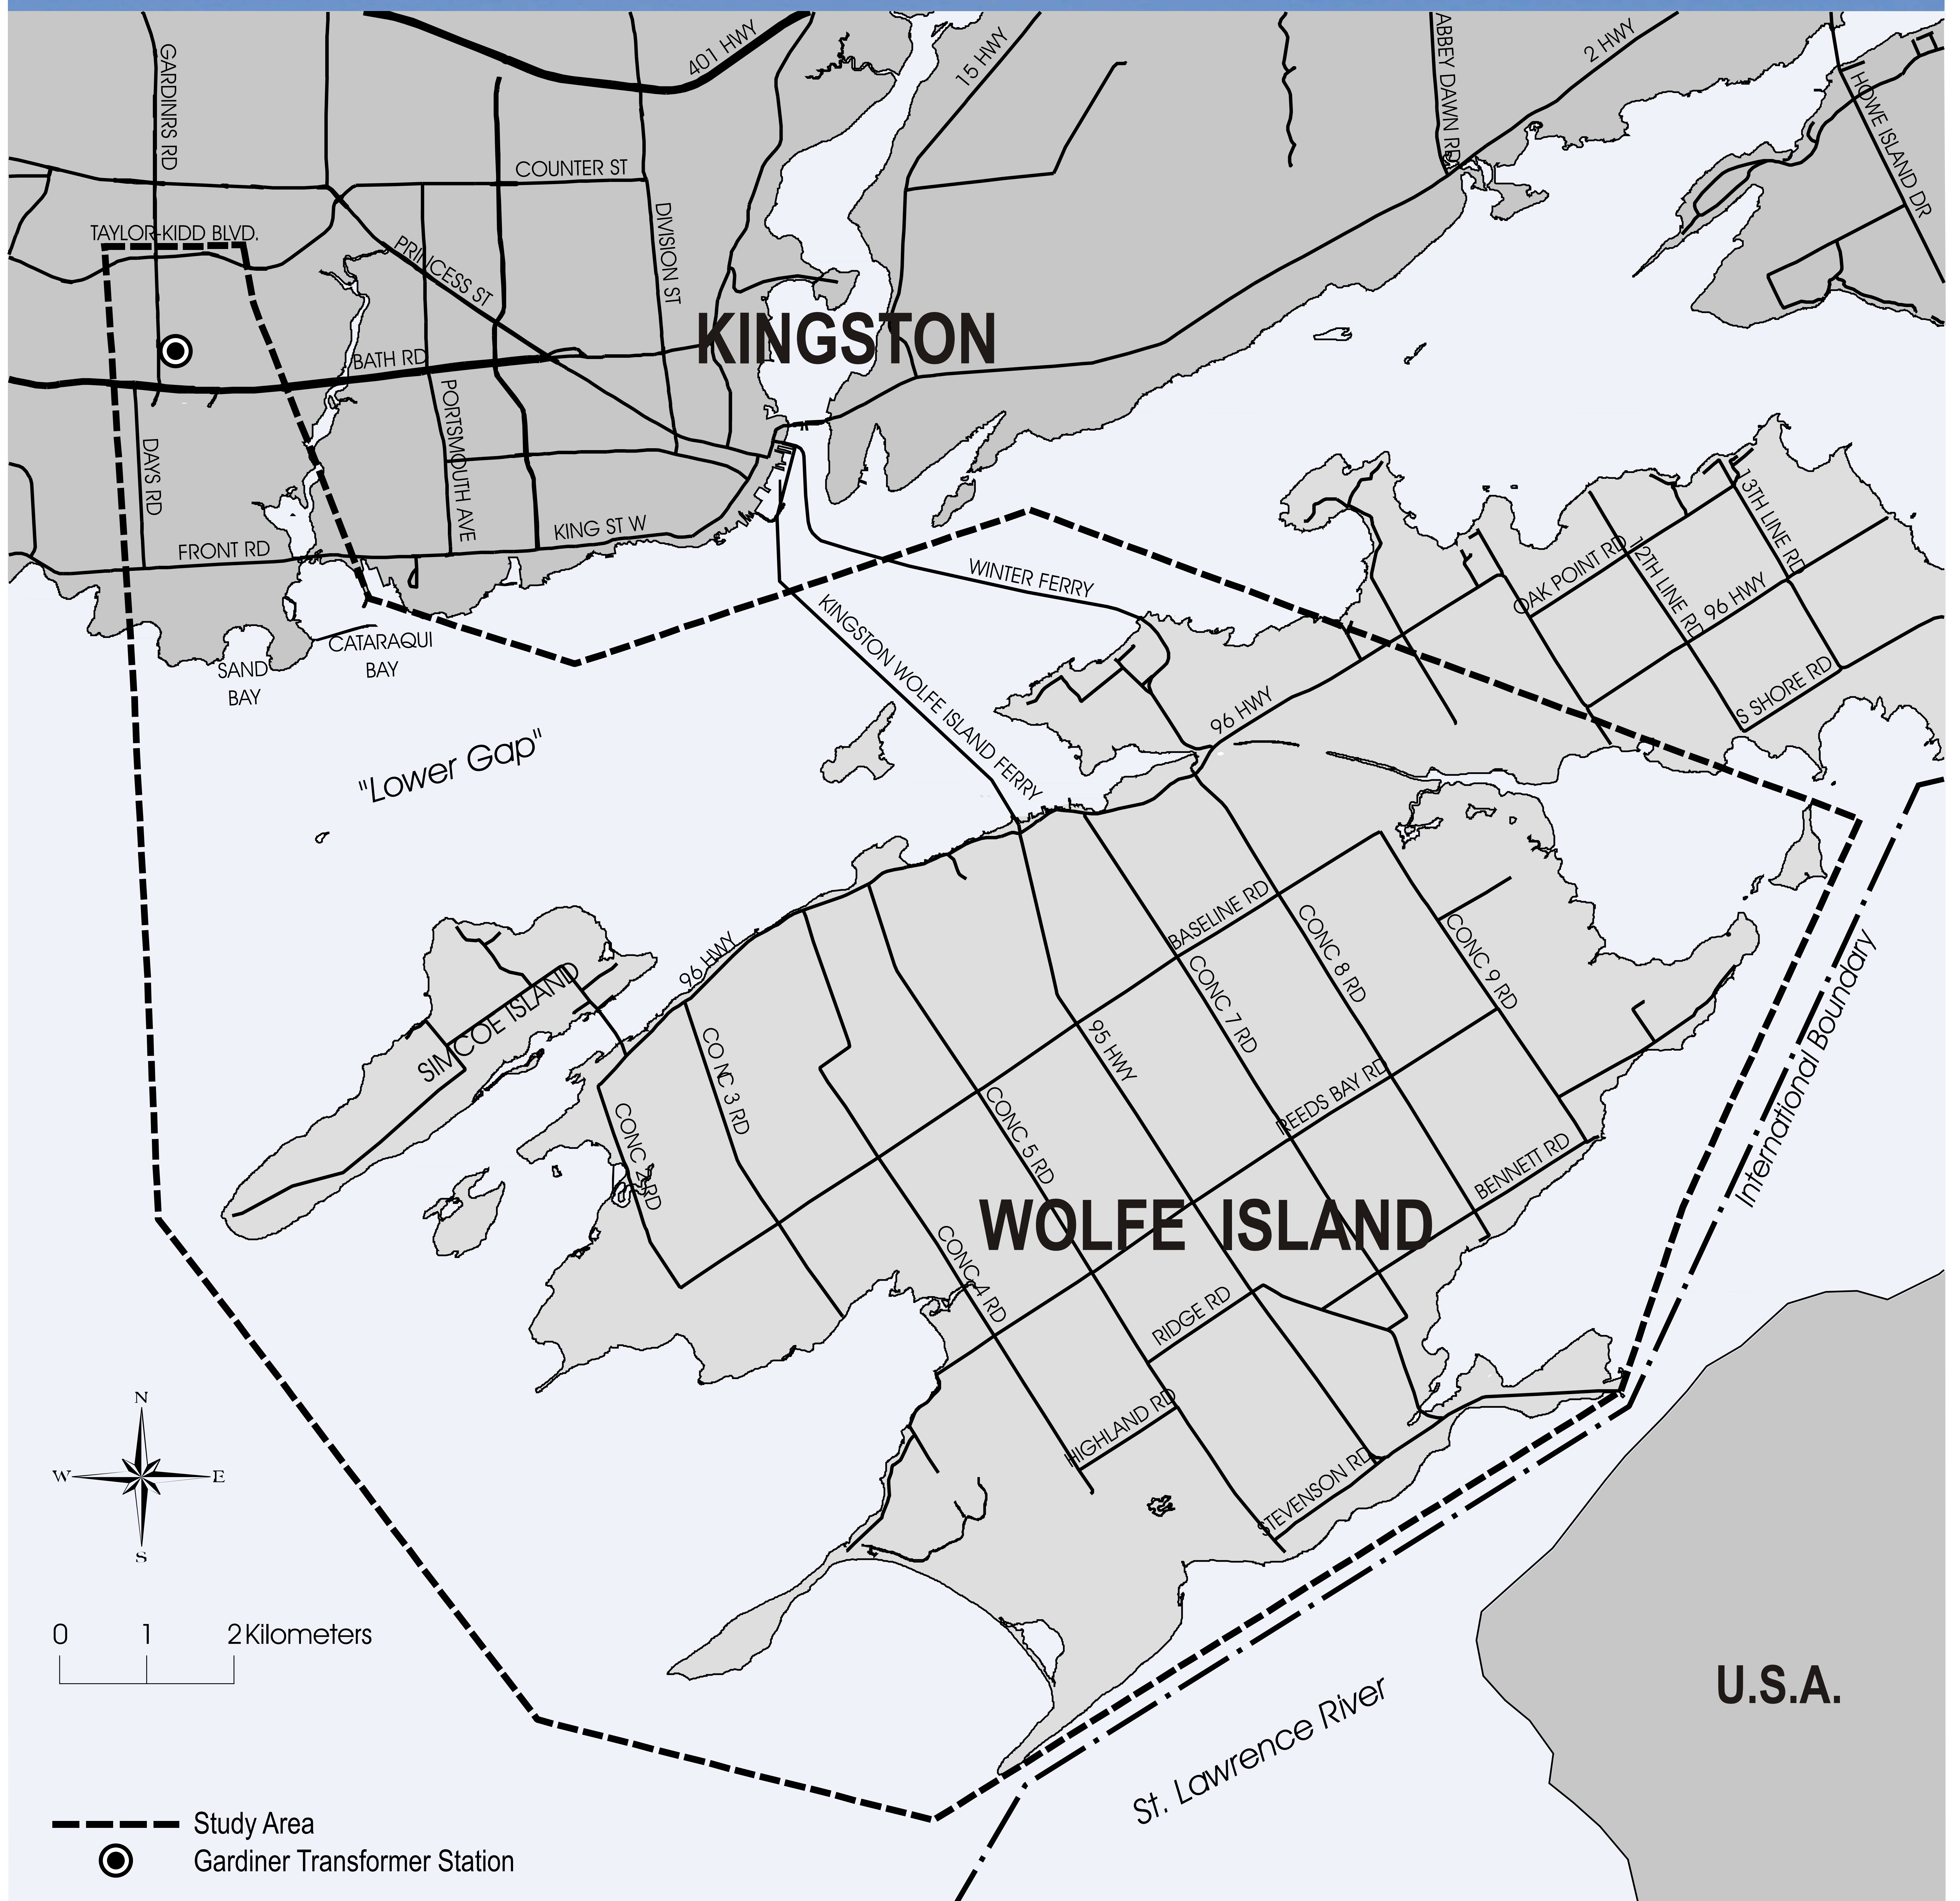 401 HWY
15 HWY
ABBEY DAWN RD
2 HWY
HOWE ISLAND DR
GARDINRS RD
COUNTER ST
TAYLOR-KIDD BLVD.
PRINCESS ST
DIVISION ST
KINGSTON
BATH RD
PORTSMOUTH AVE
DAYS RD
FRONT RD
KING ST W
WINTER FERRY
KINGSTON WOLFE ISLAND FERRY
OAK POINT RD
12TH LINE RD
13TH LINE RD
96 HWY
S SHORE RD
SAND
BAY
CATARAQUI
BAY
96 HWY
"Lower Gap"
BASELINE RD
CONC 8 RD
CONC 9 RD
96 HWY
CONC 7 RD
SIMCOE ISLAND
95 HWY
CO NC 3 RD
CONC 2 RD
CONC 5 RD
REEDS BAY RD
BENNETT RD
International Boundary
WOLFE ISLAND
CONC 4 RD
RIDGE RD
HIGHLAND RD
STEVENSON RD
N
W
E
S
0 1 2 Kilometers
U.S.A.
St. Lawrence River
Study Area
Gardiner Transformer Station